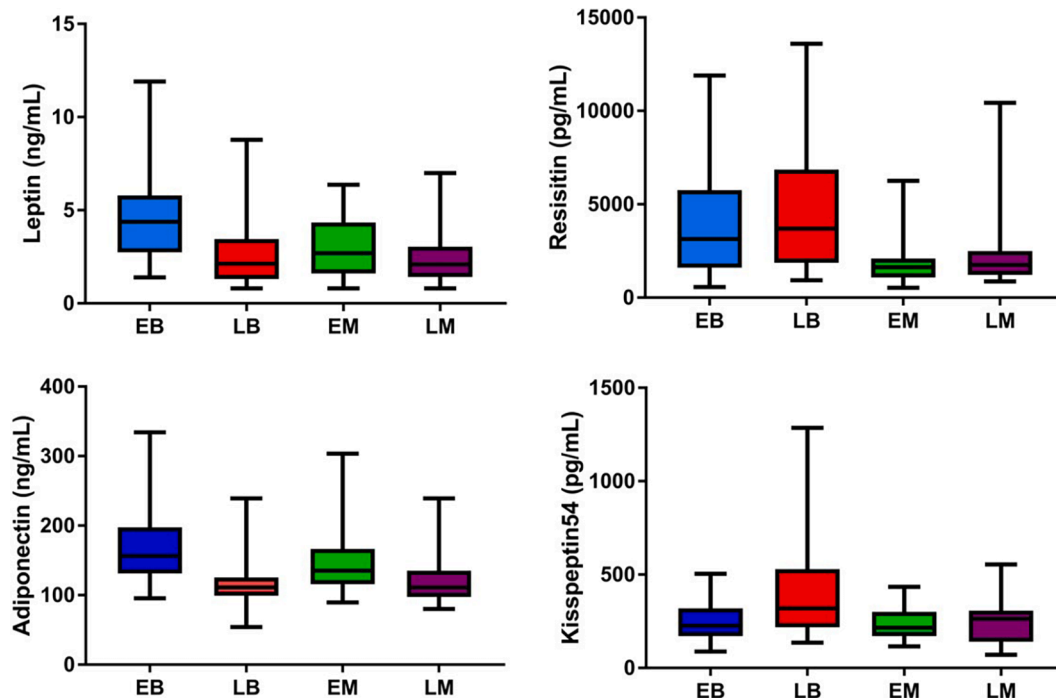 Leptin (ng/mL)
15
10
5
0
EB LB EM LM
Resisitin (pg/mL)
15000
10000
5000
0
EB LB EM LM
Adiponectin (ng/mL)
400
300
200
100
0
EB LB EM LM
Kisspeptin54 (pg/mL)
1500
1000
500
0
EB LB EM LM